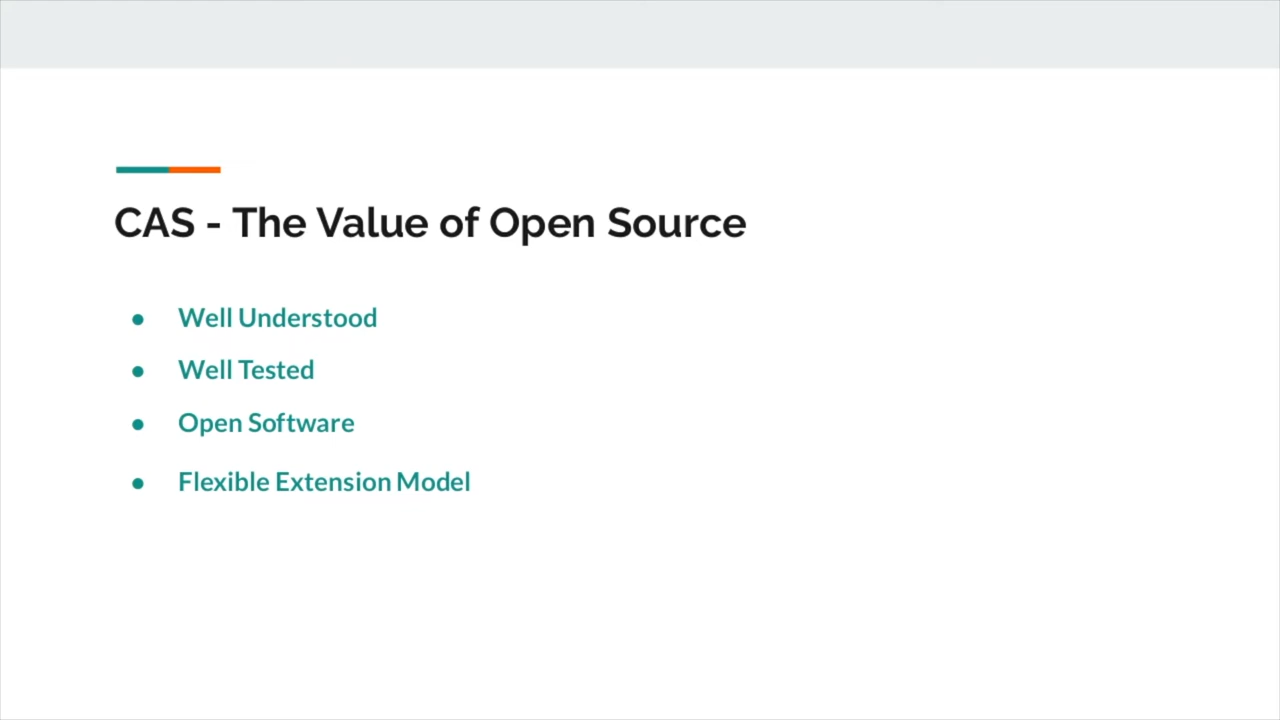 CAS - The Value of Open Source
● Well Understood
● Well Tested
● Open Software
● Flexible Extension Model